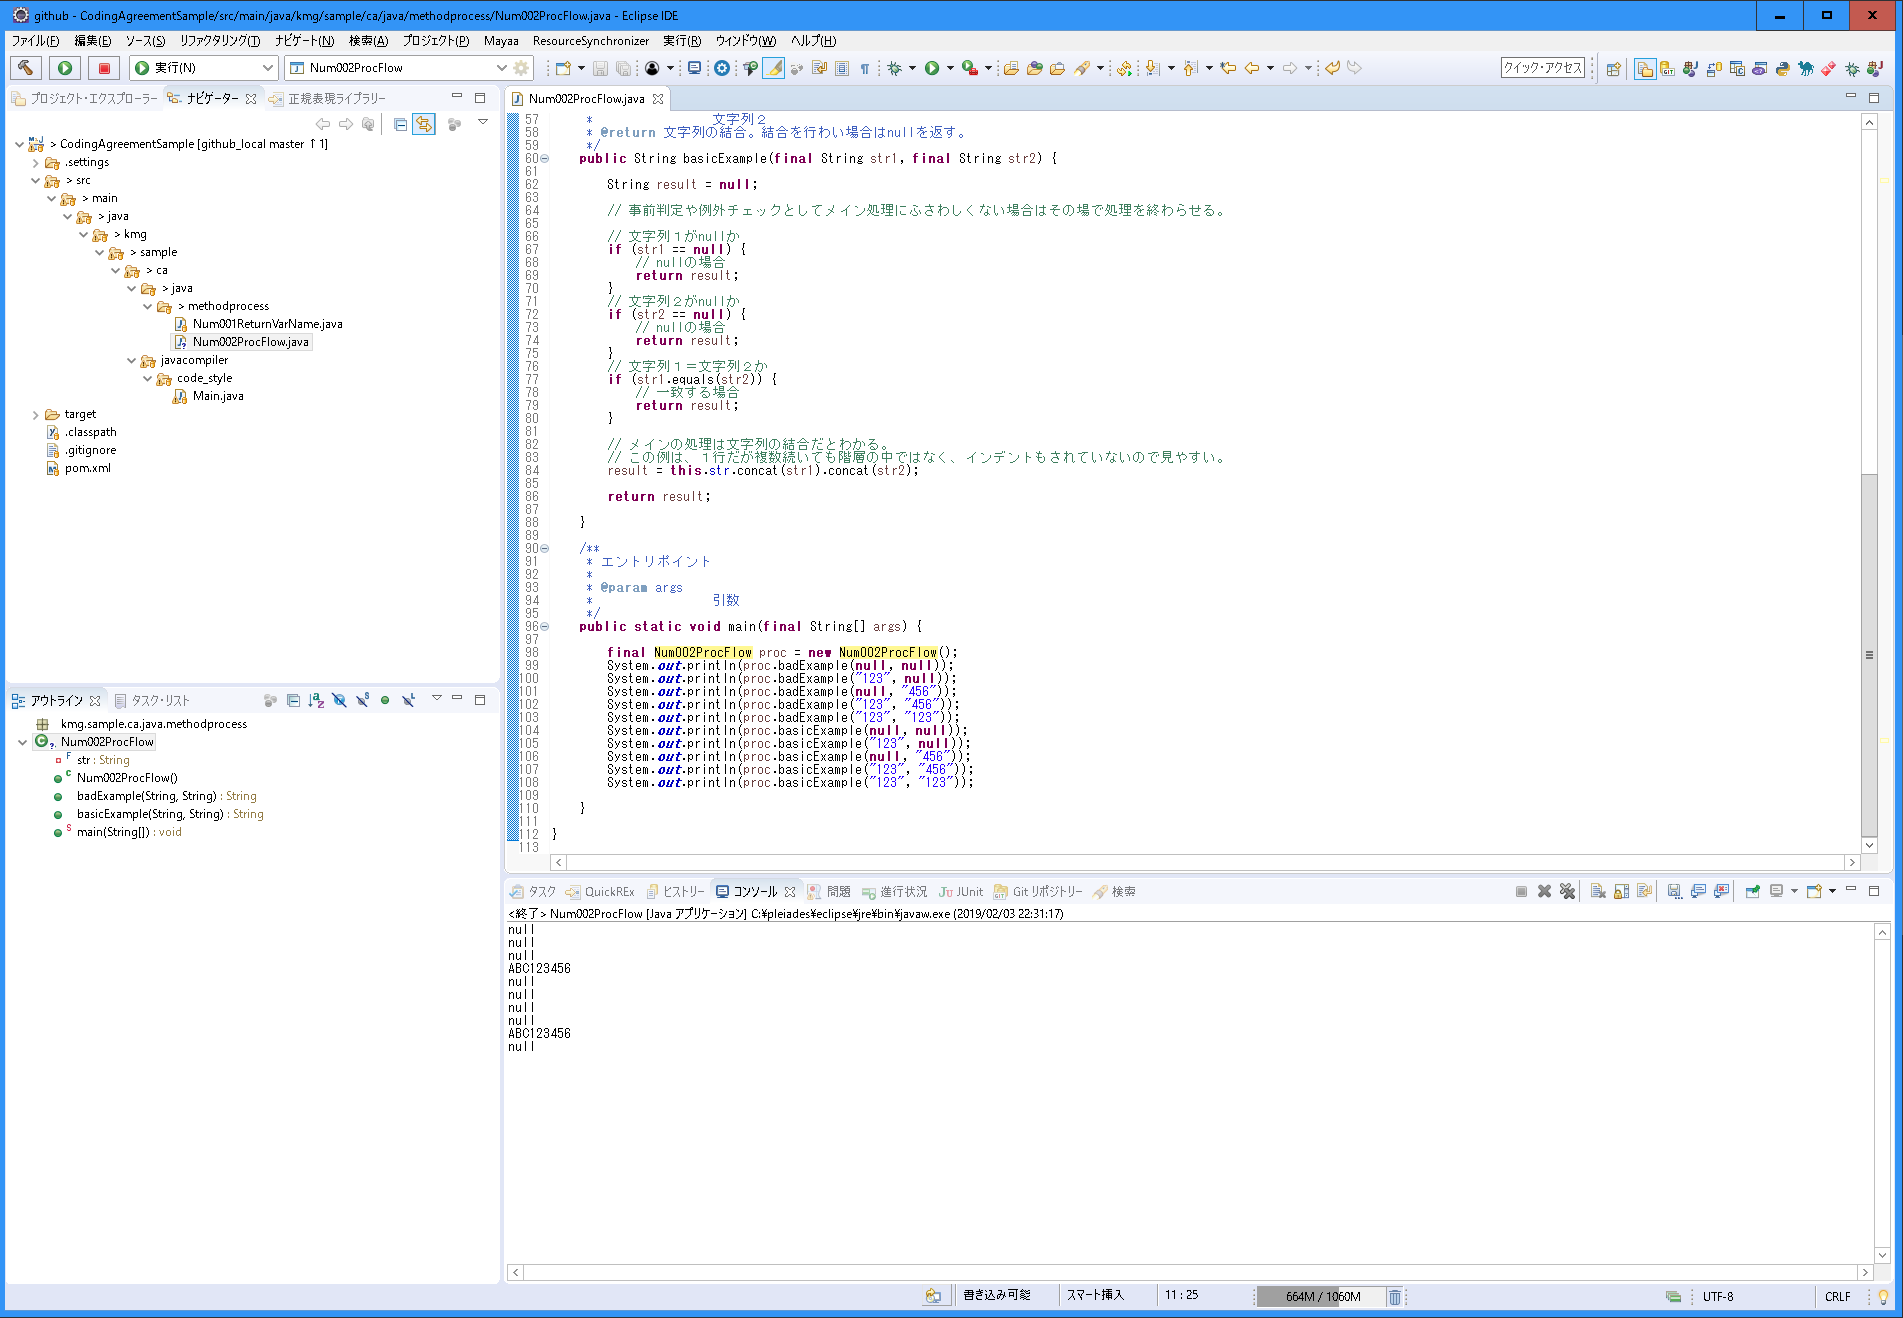 github - CodingAgreementSample/src/main/java/kmg/sample/ca/java/methodprocess/Num002ProcFlow.java - Eclipse IDE
ファイル(F) 編集(E) ソース(S) リファクタリング(T) ナビゲート(N) 検索(A) プロジェクト(P) Mayaa ResourceSynchronizer 実行(R) ウィンドウ(W) ヘルプ(H)
実行(N) Num002ProcFlow クイック・アクセス
プロジェクト・エクスプローラー ナビゲーター 正規表現ライブラリー
> CodingAgreementSample [github_local master ↑1]
.settings
> src
> main
> java
> kmg
> sample
> ca
> java
> methodprocess
Num001ReturnVarName.java
Num002ProcFlow.java
javacompiler
code_style
Main.java
target
.classpath
.gitignore
pom.xml
アウトライン タスク・リスト
kmg.sample.ca.java.methodprocess
Num002ProcFlow
str : String
Num002ProcFlow()
badExample(String, String) : String
basicExample(String, String) : String
main(String[]) : void
Num002ProcFlow.java
57 * 文字列２
58 * @return 文字列の結合。結合を行わい場合はnullを返す。
59 */
60 public String basicExample(final String str1, final String str2) {
61
62 String result = null;
63
64 // 事前判定や例外チェックとしてメイン処理にふさわしくない場合はその場で処理を終わらせる。
65
66 // 文字列１がnullか
67 if (str1 == null) {
68 // nullの場合
69 return result;
70 }
71 // 文字列２がnullか
72 if (str2 == null) {
73 // nullの場合
74 return result;
75 }
76 // 文字列１＝文字列２か
77 if (str1.equals(str2)) {
78 // 一致する場合
79 return result;
80 }
81
82 // メインの処理は文字列の結合だとわかる。
83 // この例は、１行だが複数続いても階層の中ではなく、インデントもされていないので見やすい。
84 result = this.str.concat(str1).concat(str2);
85
86 return result;
87
88 }
89
90 /**
91 * エントリポイント
92 *
93 * @param args
94 * 引数
95 */
96 public static void main(final String[] args) {
97
98 final Num002ProcFlow proc = new Num002ProcFlow();
99 System.out.println(proc.badExample(null, null));
100 System.out.println(proc.badExample("123", null));
101 System.out.println(proc.badExample(null, "456"));
102 System.out.println(proc.badExample("123", "456"));
103 System.out.println(proc.badExample("123", "123"));
104 System.out.println(proc.basicExample(null, null));
105 System.out.println(proc.basicExample("123", null));
106 System.out.println(proc.basicExample(null, "456"));
107 System.out.println(proc.basicExample("123", "456"));
108 System.out.println(proc.basicExample("123", "123"));
109
110 }
111
112 }
113
タスク QuickREx ヒストリー コンソール 問題 進行状況 JUnit Git リポジトリー 検索
<終了> Num002ProcFlow [Java アプリケーション] C:¥pleiades¥eclipse¥jre¥bin¥javaw.exe (2019/02/03 22:31:17)
null
null
null
ABC123456
null
null
null
null
ABC123456
null
書き込み可能 スマート挿入 11 : 25 664M / 1060M UTF-8 CRLF